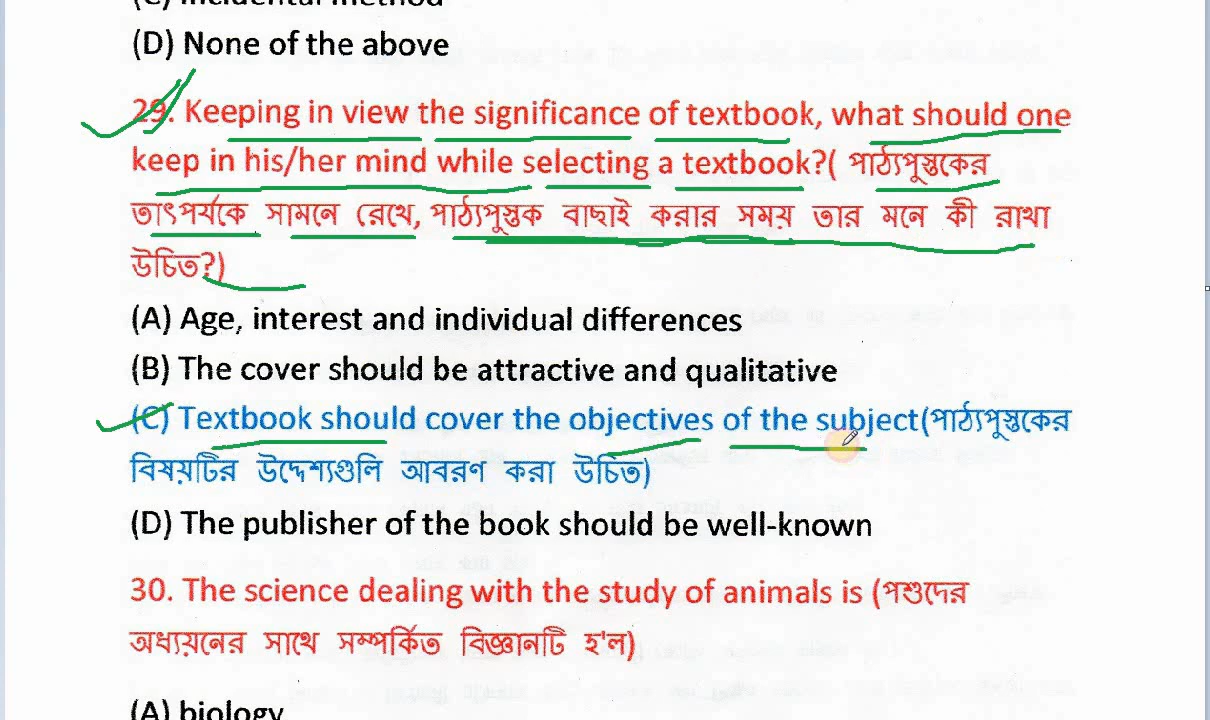 (C) Incidental method
(D) None of the above
29. Keeping in view the significance of textbook, what should one
keep in his/her mind while selecting a textbook?( পাঠ্যপুস্তকের
তাৎপর্যকে সামনে রেখে, পাঠ্যপুস্তক বাছাই করার সময় তার মনে কী রাখা
উচিত?)
(A) Age, interest and individual differences
(B) The cover should be attractive and qualitative
(C) Textbook should cover the objectives of the subject(পাঠ্যপুস্তকের
বিষয়টির উদ্দেশ্যগুলি আবরণ করা উচিত)
(D) The publisher of the book should be well-known
30. The science dealing with the study of animals is (পশুদের
অধ্যয়নের সাথে সম্পর্কিত বিজ্ঞানটি হ'ল)
(A) biology